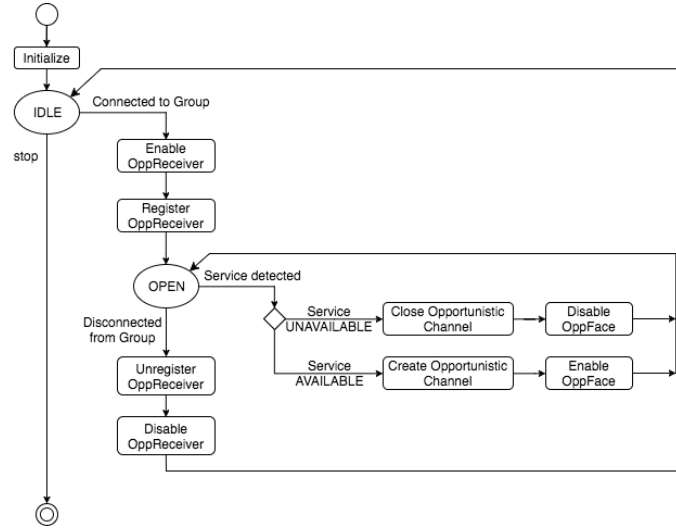 Initialize
IDLE
Connected to Group
stop
Enable
OppReceiver
Register
OppReceiver
OPEN
Service detected
Service
UNAVAILABLE
Close Opportunistic
Channel
Disable
OppFace
Disconnected
from Group
Service
AVAILABLE
Create Opportunistic
Channel
Enable
OppFace
Unregister
OppReceiver
Disable
OppReceiver